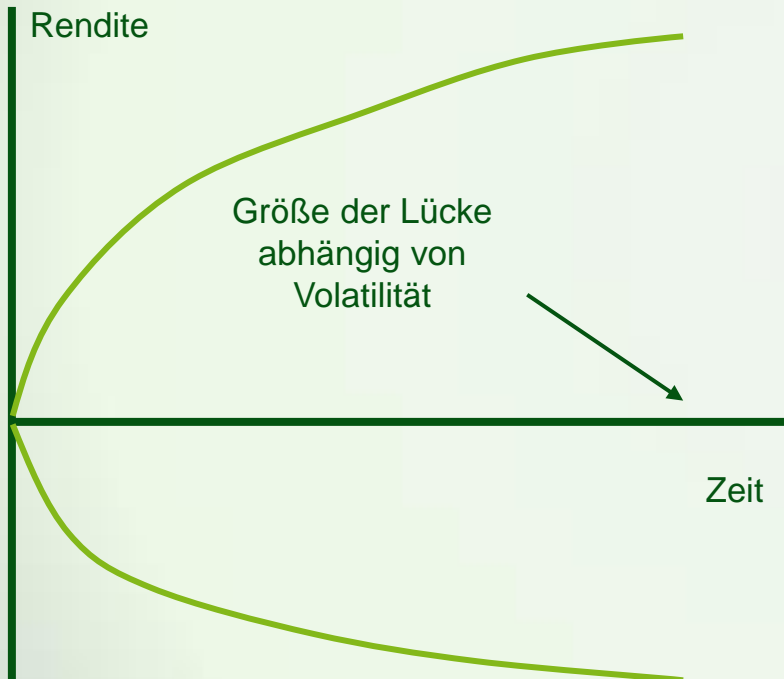 Rendite
Größe der Lücke
abhängig von
Volatilität
Zeit